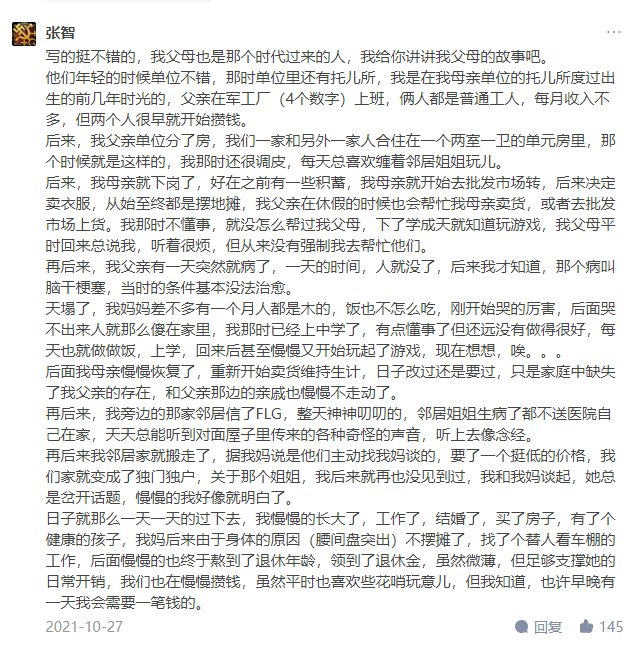 张智
写的挺不错的，我父母也是那个时代过来的人，我给你讲讲我父母的故事吧。
他们年轻的时候单位不错，那时单位里还有托儿所，我是在我母亲单位的托儿所度过出
生的前几年时光的，父亲在军工厂（4个数字）上班，俩人都是普通工人，每月收入不
多，但两个人很早就开始攒钱。
后来，我父亲单位分了房，我们一家和另外一家人合住在一个两室一卫的单元房里，那
个时候就是这样的，我那时还很调皮，每天总喜欢缠着邻居姐姐玩儿。
后来，我母亲就下岗了，好在之前有一些积蓄，我母亲就开始去批发市场转，后来决定
卖衣服，从始至终都是摆地摊，我父亲在休假的时候也会帮忙我母亲卖货，或者去批发
市场上货。我那时不懂事，就没怎么帮过我父母，下了学成天就知道玩游戏，我父母平
时回来总说我，听着很烦，但从来没有强制我去帮忙他们。
再后来，我父亲有一天突然就病了，一天的时间，人就没了，后来我才知道，那个病叫
脑干梗塞，当时的条件基本没法治愈。
天塌了，我妈妈差不多有一个月人都是木的，饭也不怎么吃，刚开始哭的厉害，后面哭
不出来人就那么傻在家里，我那时已经上中学了，有点懂事了但还远没有做得很好，每
天也就做做饭，上学，回来后甚至慢慢又开始玩起了游戏，现在想想，唉。。。
后面我母亲慢慢恢复了，重新开始卖货维持生计，日子改过还是要过，只是家庭中缺失
了我父亲的存在，和父亲那边的亲戚也慢慢不走动了。
再后来，我旁边的那家邻居信了FLG，整天神神叨叨的，邻居姐姐生病了都不送医院自
己在家，天天总能听到对面屋子里传来的各种奇怪的声音，听上去像念经。
再后来我邻居家就搬走了，据我妈说是他们主动找我妈谈的，要了一个挺低的价格，我
们家就变成了独门独户，关于那个姐姐，我后来就再也没见到过，我和我妈谈起，她总
是岔开话题，慢慢的我好像就明白了。
日子就那么一天一天的过下去，我慢慢的长大了，工作了，结婚了，买了房子，有了个
健康的孩子，我妈后来由于身体的原因（腰间盘突出）不摆摊了，找了个替人看车棚的
工作，后面慢慢的也终于熬到了退休年龄，领到了退休金，虽然微薄，但足够支撑她的
日常开销，我们也在慢慢攒钱，虽然平时也喜欢些花哨玩意儿，但我知道，也许早晚有
一天我会需要一笔钱的。
2021-10-27 回复 145